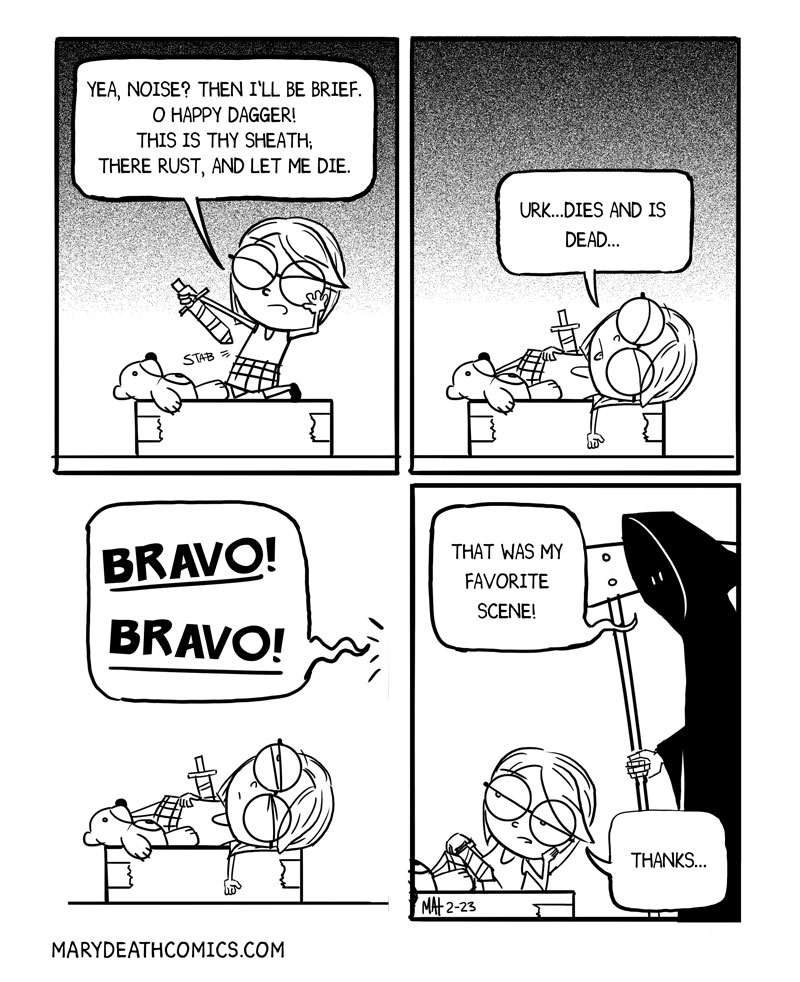 YEA, NOISE? THEN I'LL BE BRIEF.
O HAPPY DAGGER!
THIS IS THY SHEATH;
THERE RUST, AND LET ME DIE.
STAB
URK...DIES AND IS
DEAD...
BRAVO!
BRAVO!
THAT WAS MY
FAVORITE
SCENE!
THANKS...
MAT 2-23
MARYDEATHCOMICS.COM